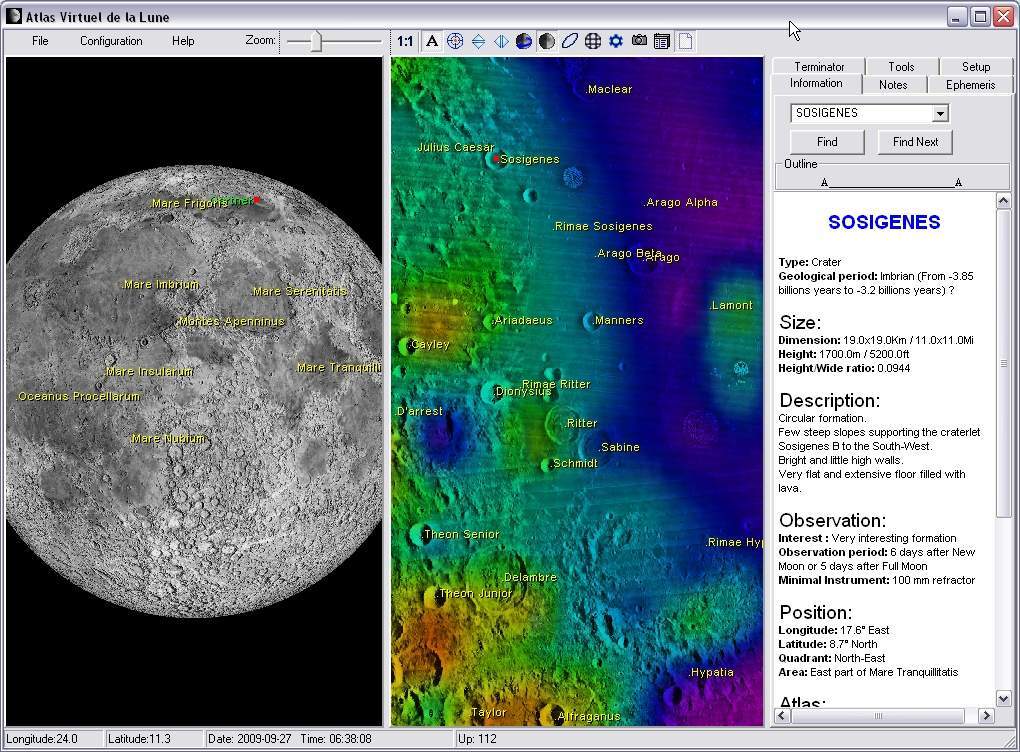 Atlas Virtuel de la Lune
File Configuration Help Zoom: 1:1 A
Mare Frigoris
Mare Imbrium
Mare Serenitatis
Montes Apenninus
Mare Insularum
Mare Tranquilli
Oceanus Procellarum
Mare Nubium
Maclear
Julius Caesar
Sosigenes
Arago Alpha
Rimae Sosigenes
Arago Beta
Arago
Lamont
Ariadaeus
Manners
Cayley
Rimae Ritter
Dionysius
D'arrest
Ritter
Sabine
Schmidt
Theon Senior
Rimae Hyp
Delambre
Theon Junior
Hypatia
Taylor
Alfraganus
Terminator Tools Setup
Information Notes Ephemeris
SOSIGENES
Find Find Next
Outline
A A
SOSIGENES
Type: Crater
Geological period: Imbrian (From -3.85
billions years to -3.2 billions years) ?
Size:
Dimension: 19.0x19.0Km / 11.0x11.0Mi
Height: 1700.0m / 5200.0ft
Height/Wide ratio: 0.0944
Description:
Circular formation.
Few steep slopes supporting the craterlet
Sosigenes B to the South-West.
Bright and little high walls.
Very flat and extensive floor filled with
lava.
Observation:
Interest : Very interesting formation
Observation period: 6 days after New
Moon or 5 days after Full Moon
Minimal Instrument: 100 mm refractor
Position:
Longitude: 17.6° East
Latitude: 8.7° North
Quadrant: North-East
Area: East part of Mare Tranquillitatis
Atlas:
Longitude:24.0 Latitude:11.3 Date: 2009-09-27 Time: 06:38:08 Up: 112